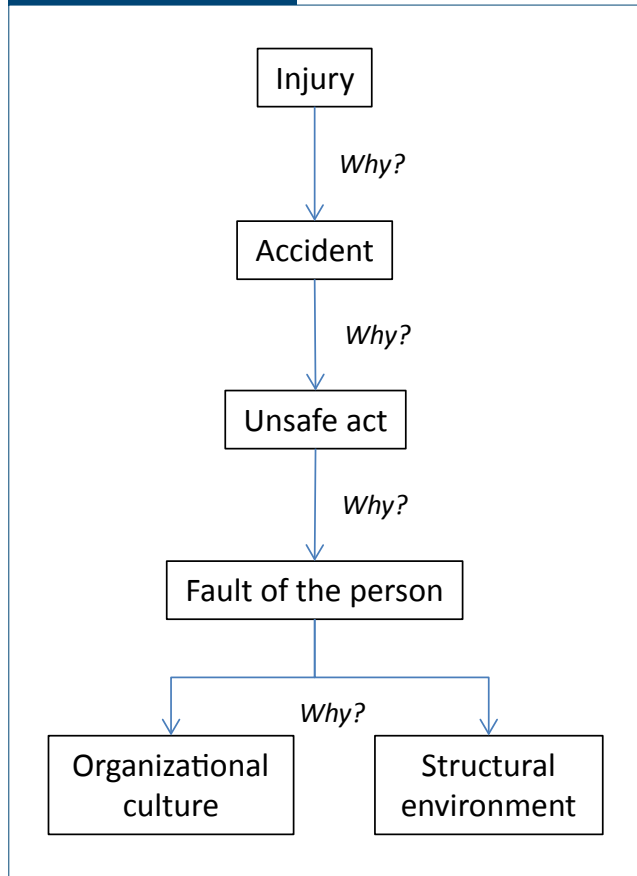 Injury
Why?
Accident
Why?
Unsafe act
Why?
Fault of the person
Why?
Organizational
culture
Structural
environment